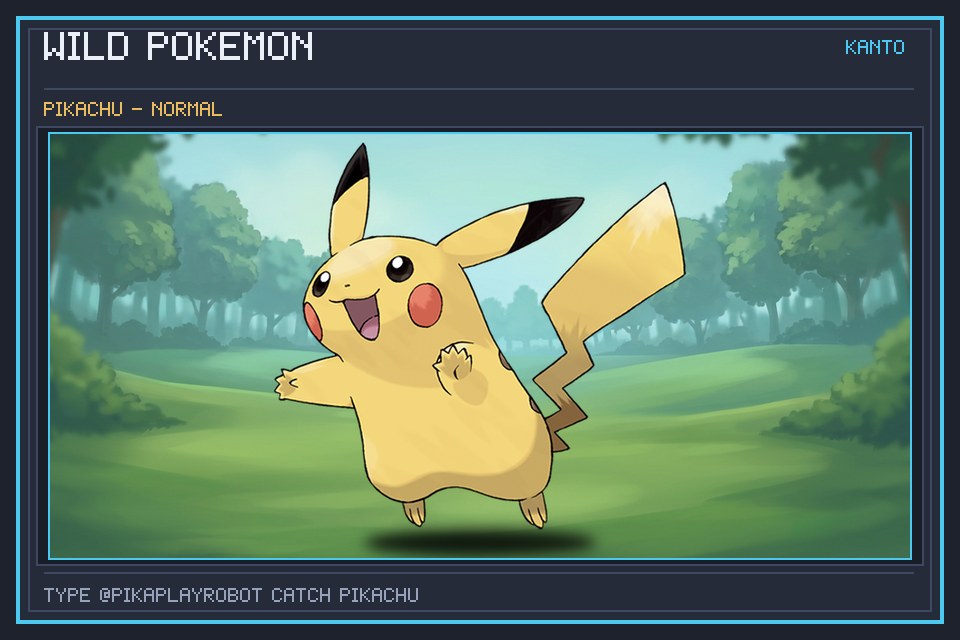 WILD POKEMON
KANTO
PIKACHU - NORMAL
TYPE @PIKAPLAYROBOT CATCH PIKACHU